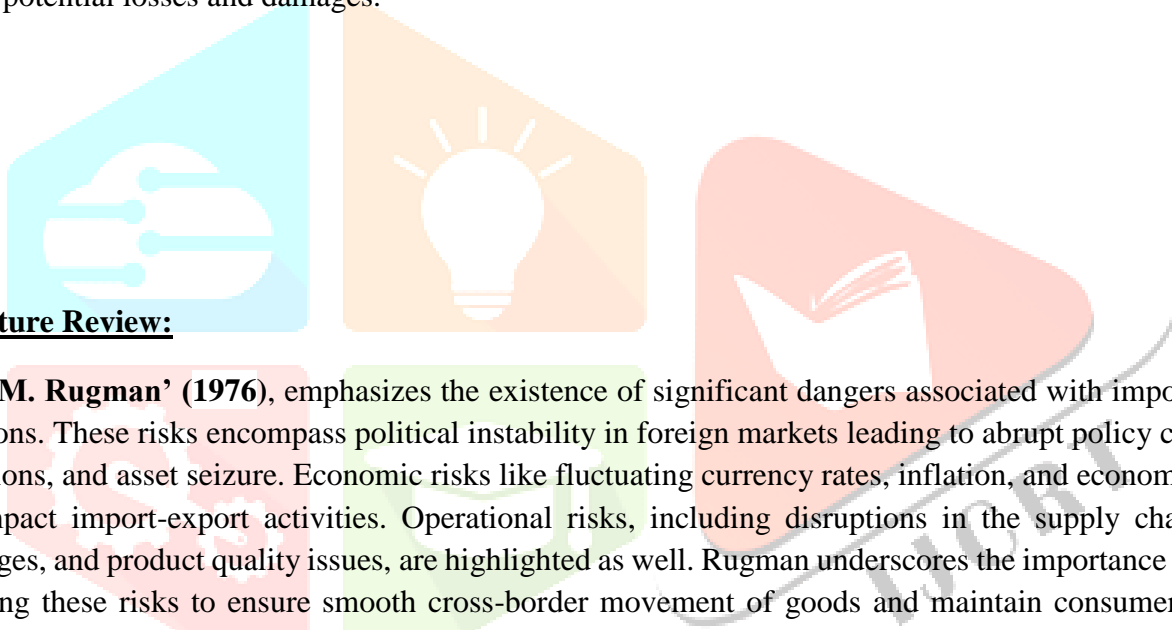 potential losses and damages.
ture Review:
M. Rugman’ (1976), emphasizes the existence of significant dangers associated with impo
ons. These risks encompass political instability in foreign markets leading to abrupt policy c
ions, and asset seizure. Economic risks like fluctuating currency rates, inflation, and econom
mpact import-export activities. Operational risks, including disruptions in the supply cha
ges, and product quality issues, are highlighted as well. Rugman underscores the importance
ing these risks to ensure smooth cross-border movement of goods and maintain consumer
IJCRT